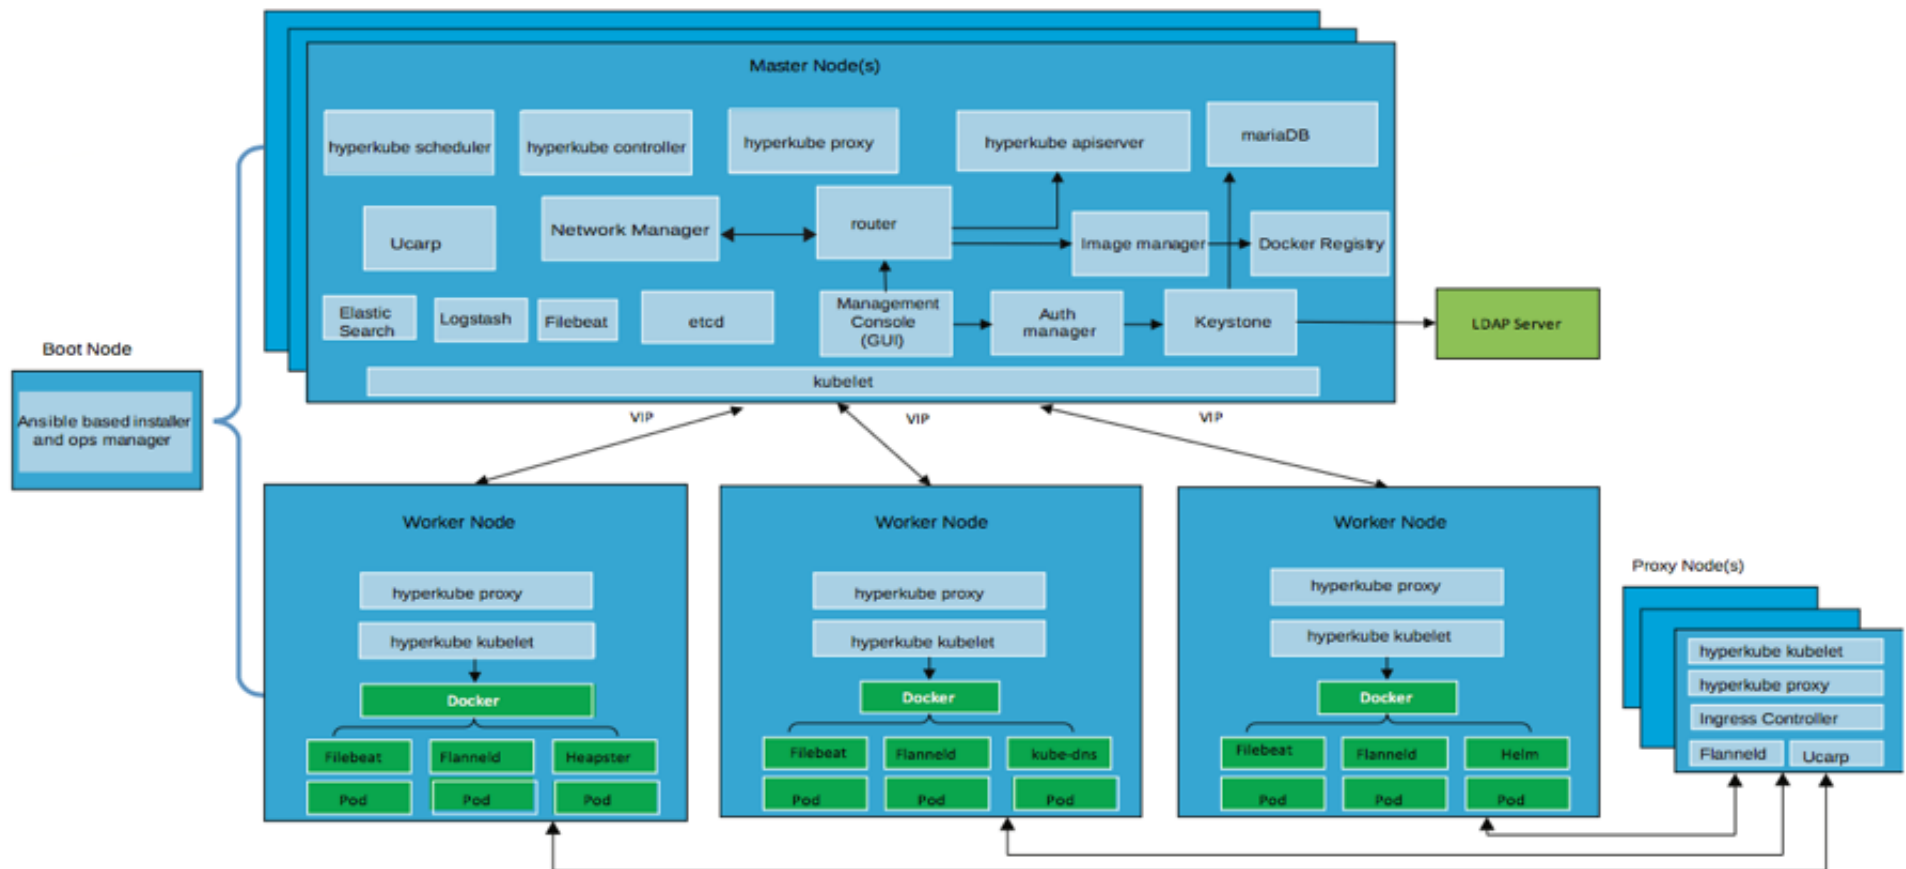 Master Node(s)
hyperkube scheduler
hyperkube controller
hyperkube proxy
hyperkube apiserver
mariaDB
Ucarp
Network Manager
router
Image manager
Docker Registry
Elastic
Search
Logstash
Filebeat
etcd
Management
Console
(GUI)
Auth
manager
Keystone
LDAP Server
kubelet
Boot Node
Ansible based installer
and ops manager
VIP
VIP
VIP
Worker Node
hyperkube proxy
hyperkube kubelet
Docker
Filebeat
Flanneld
Heapster
Pod
Pod
Pod
Worker Node
hyperkube proxy
hyperkube kubelet
Docker
Filebeat
Flanneld
kube-dns
Pod
Pod
Pod
Worker Node
hyperkube proxy
hyperkube kubelet
Docker
Filebeat
Flanneld
Helm
Pod
Pod
Pod
Proxy Node(s)
hyperkube kubelet
hyperkube proxy
Ingress Controller
Flanneld
Ucarp